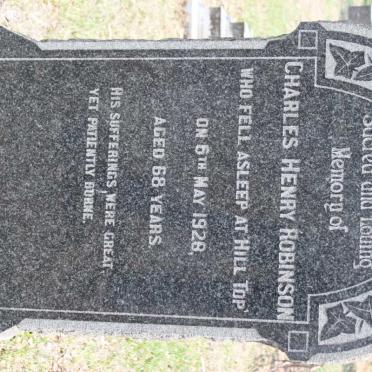 Sacred and loving
Memory of
CHARLES HENRY ROBINSON
WHO FELL ASLEEP AT HILL TOP
ON 6TH MAY 1928,
AGED 68 YEARS.
HIS SUFFERINGS WERE GREAT
YET PATIENTLY BORNE.